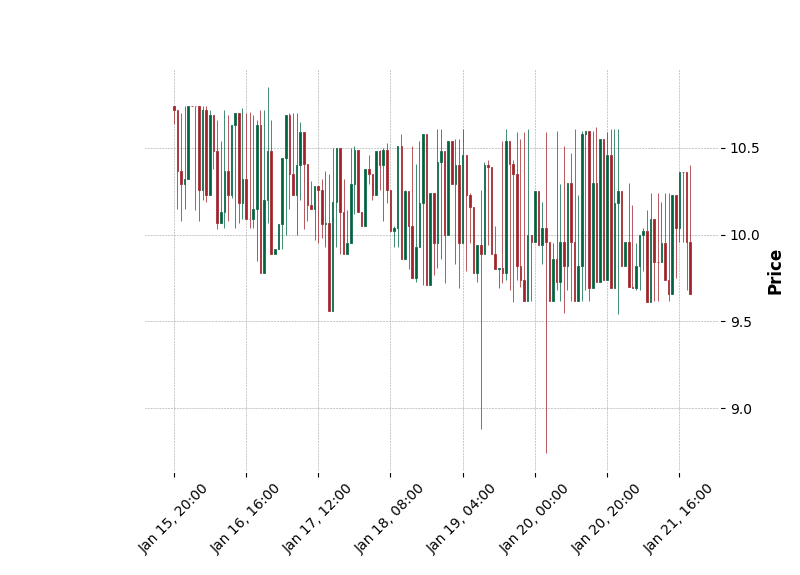 10.5
10.0
9.5
9.0
Price
Jan 15, 20:00
Jan 16, 16:00
Jan 17, 12:00
Jan 18, 08:00
Jan 19, 04:00
Jan 20, 00:00
Jan 20, 20:00
Jan 21, 16:00